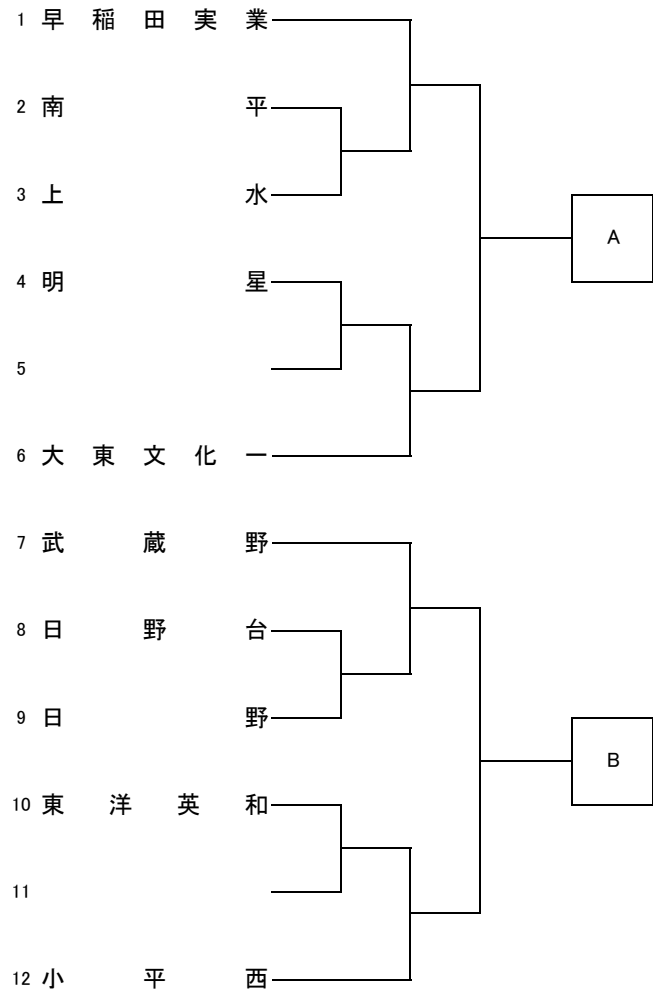 1 早稲田実業
2 南平
3 上水
A
4 明星
5
6 大東文化一
7 武蔵野
8 日野台
9 日野
B
10 東洋英和
11
12 小平西